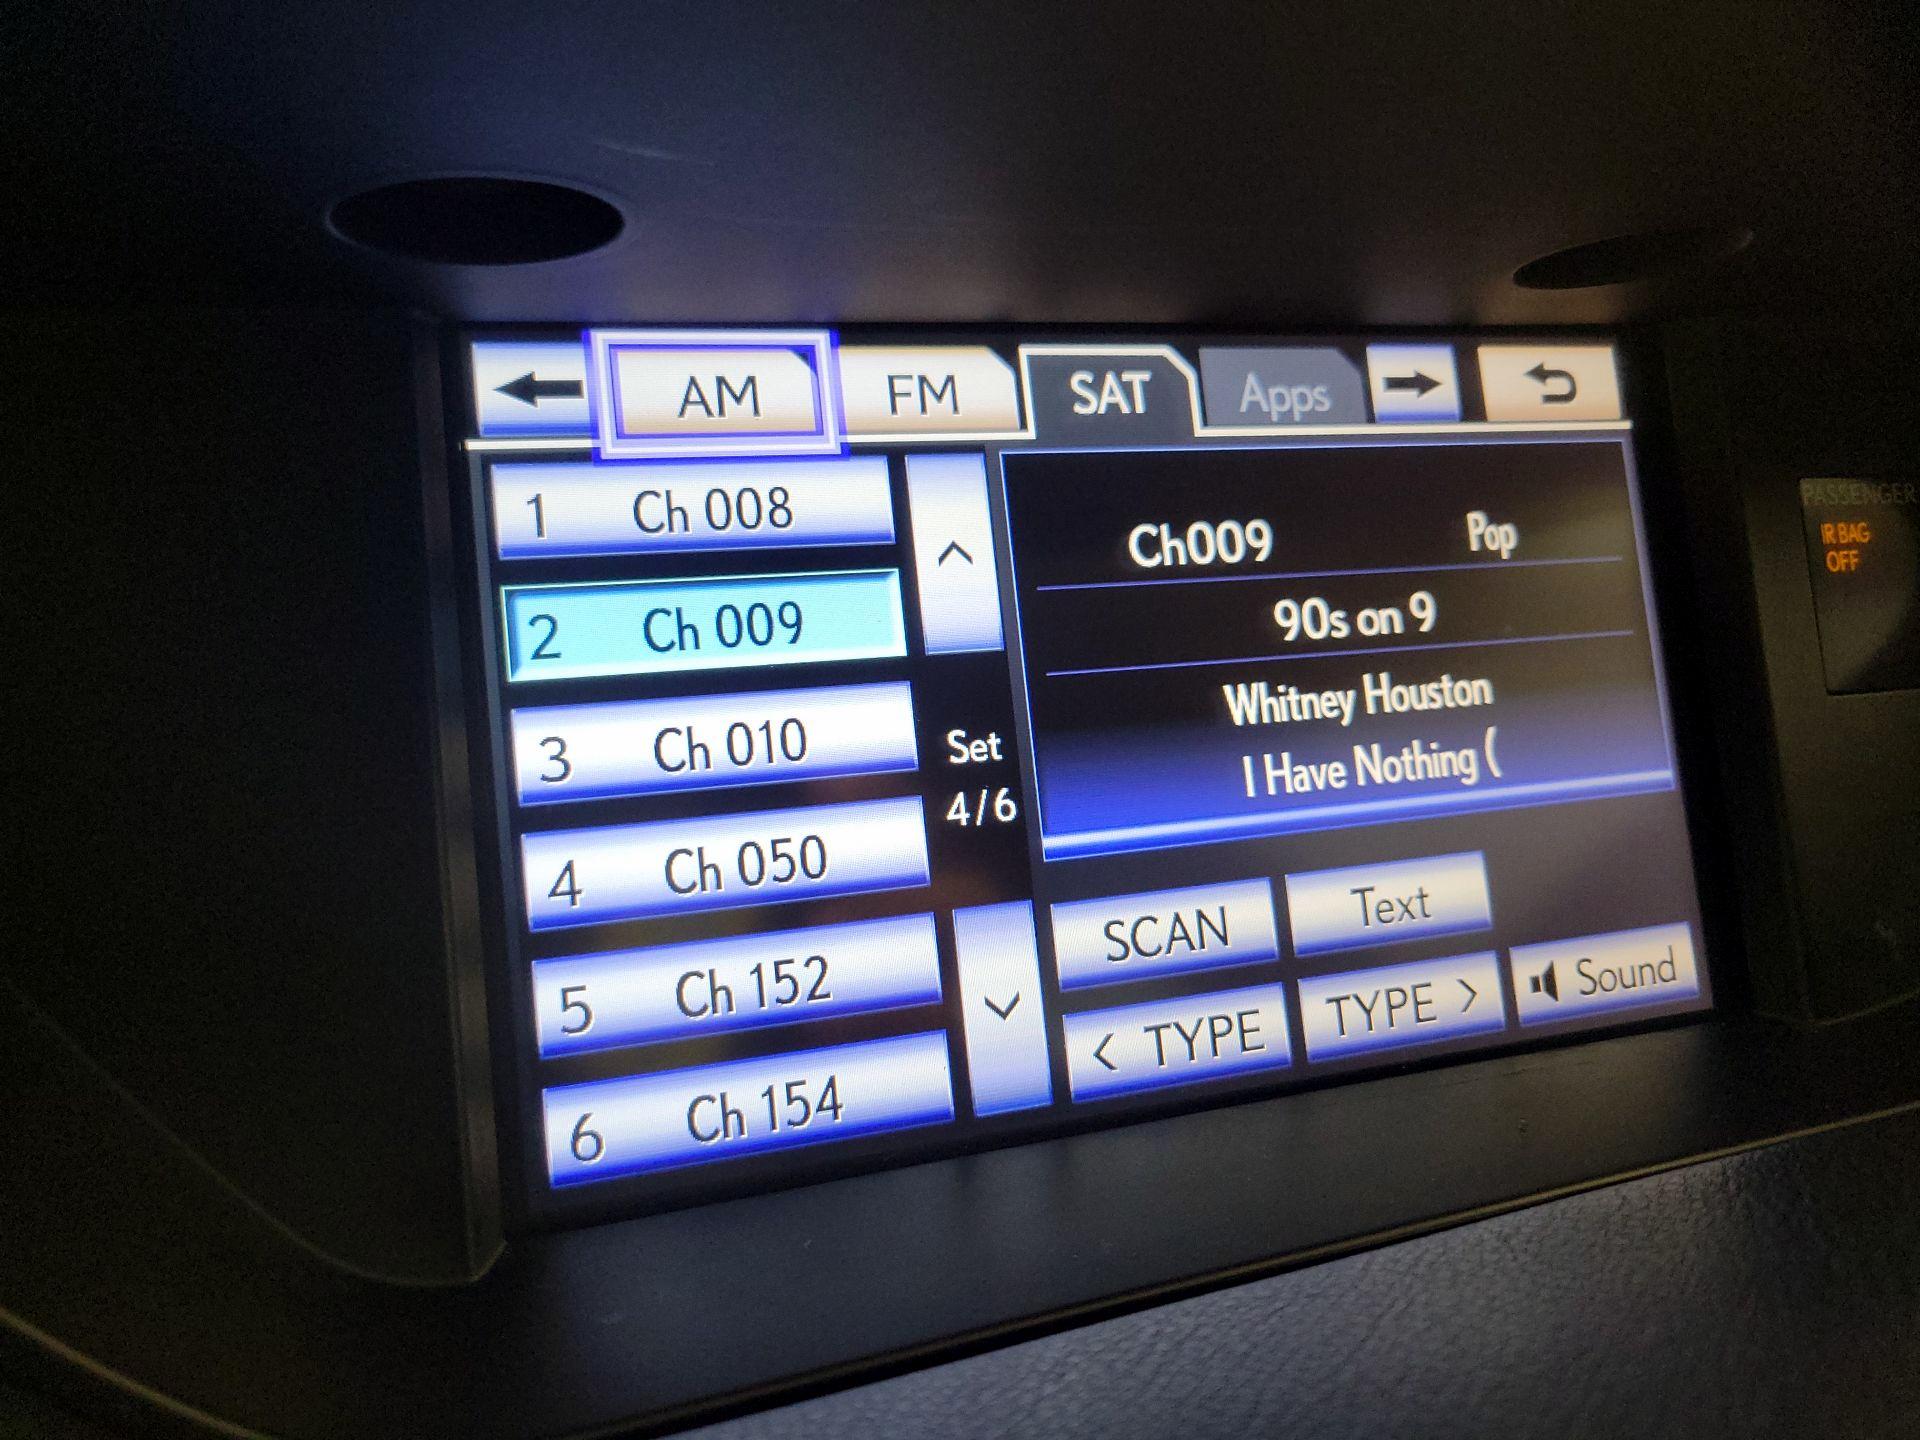 AM FM SAT Apps
1 Ch 008
2 Ch 009
3 Ch 010
4 Ch 050
5 Ch 152
6 Ch 154
Set
4/6
Ch009 Pop
90s on 9
Whitney Houston
I Have Nothing (
SCAN Text
< TYPE TYPE > Sound
PASSENGER
IR BAG
OFF